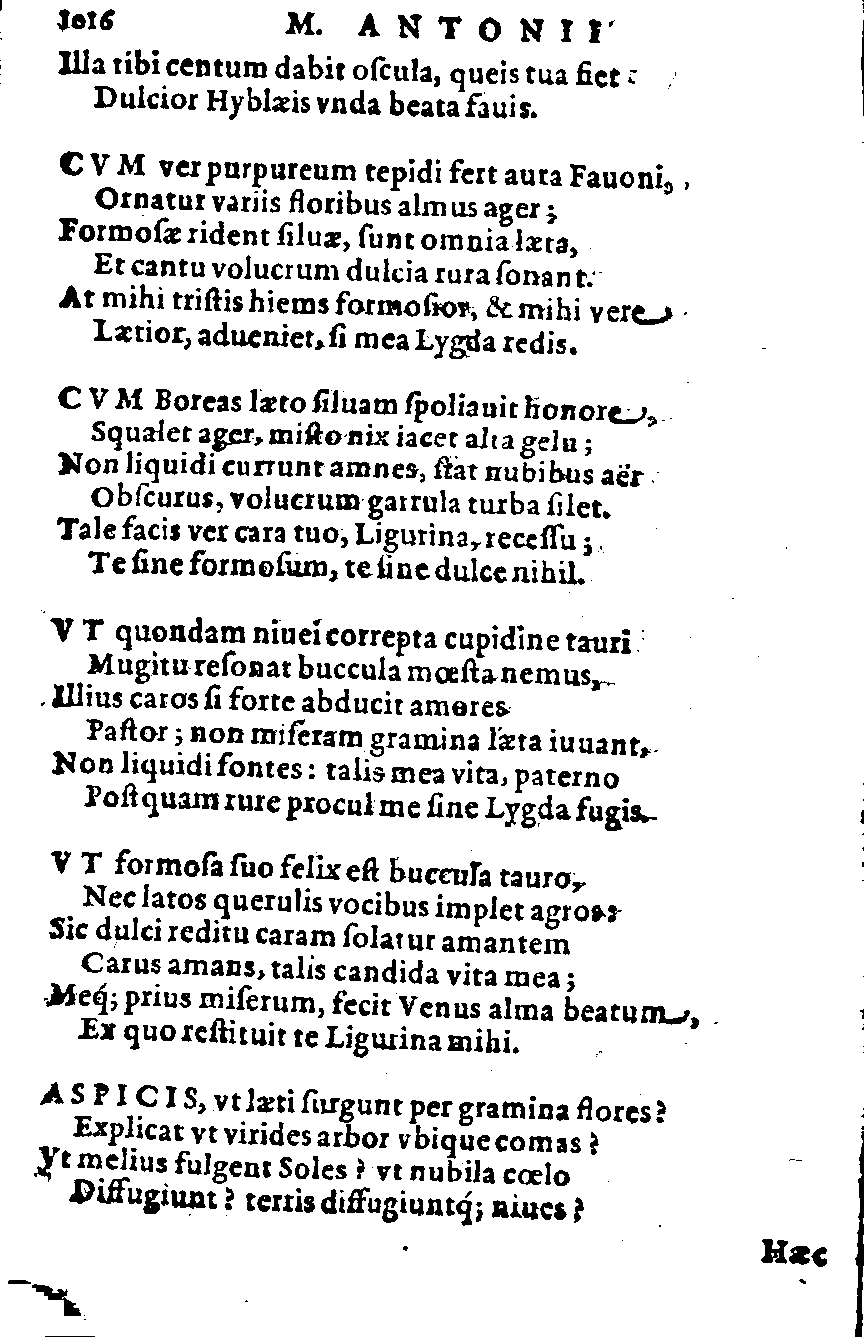 1016 M. ANTONII
Illa tibi centum dabit oſcula, queis tua fiet
Dulcior Hyblæis vnda beata fauis.
CVM ver purpureum tepidi fert aura Fauoni,
Ornatur variis floribus almus ager;
Formoſæ rident ſiluæ, ſunt omnia læta,
Et cantu volucrum dulcia rura ſonant.
At mihi triſtis hiems formoſior, & mihi vere
Lætior, adueniet, ſi mea Lygda redis.
CVM Boreas læto ſiluam ſpoliauit honore,
Squalet ager, miſto nix iacet alta gelu;
Non liquidi currunt amnes, ſtat nubibus aër
Obſcurus, volucrum garrula turba ſilet.
Tale facis ver cara tuo, Ligurina, receſſu;
Te ſine formoſum, te ſine dulce nihil.
VT quondam niuei correpta cupidine tauri
Mugitu reſonat buccula mœſta nemus,
Illius caros ſi forte abducit amores
Paſtor; non miſeram gramina læta iuuant,
Non liquidi fontes: talis mea vita, paterno
Poſtquam rure procul me ſine Lygda fugis.
VT formoſa ſuo felix eſt buccula tauro,
Nec latos querulis vocibus implet agros:
Sic dulci reditu caram ſolatur amantem
Carus amans, talis candida vita mea;
Meq́; prius miſerum, fecit Venus alma beatum,
Ex quo reſtituit te Ligurina mihi.
ASPICIS, vt læti ſurgunt per gramina flores?
Explicat vt virides arbor vbique comas?
Vt melius fulgent Soles? vt nubila cœlo
Diffugiunt? terris diffugiuntq́; niues?
Hæc